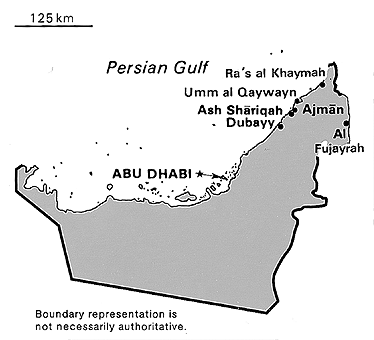 125 km
Persian Gulf
Ra's al Khaymah
Umm al Qaywayn
Ash Shāriqah
Ajmān
Dubayy
Al
Fujayrah
ABU DHABI
Boundary representation is
not necessarily authoritative.